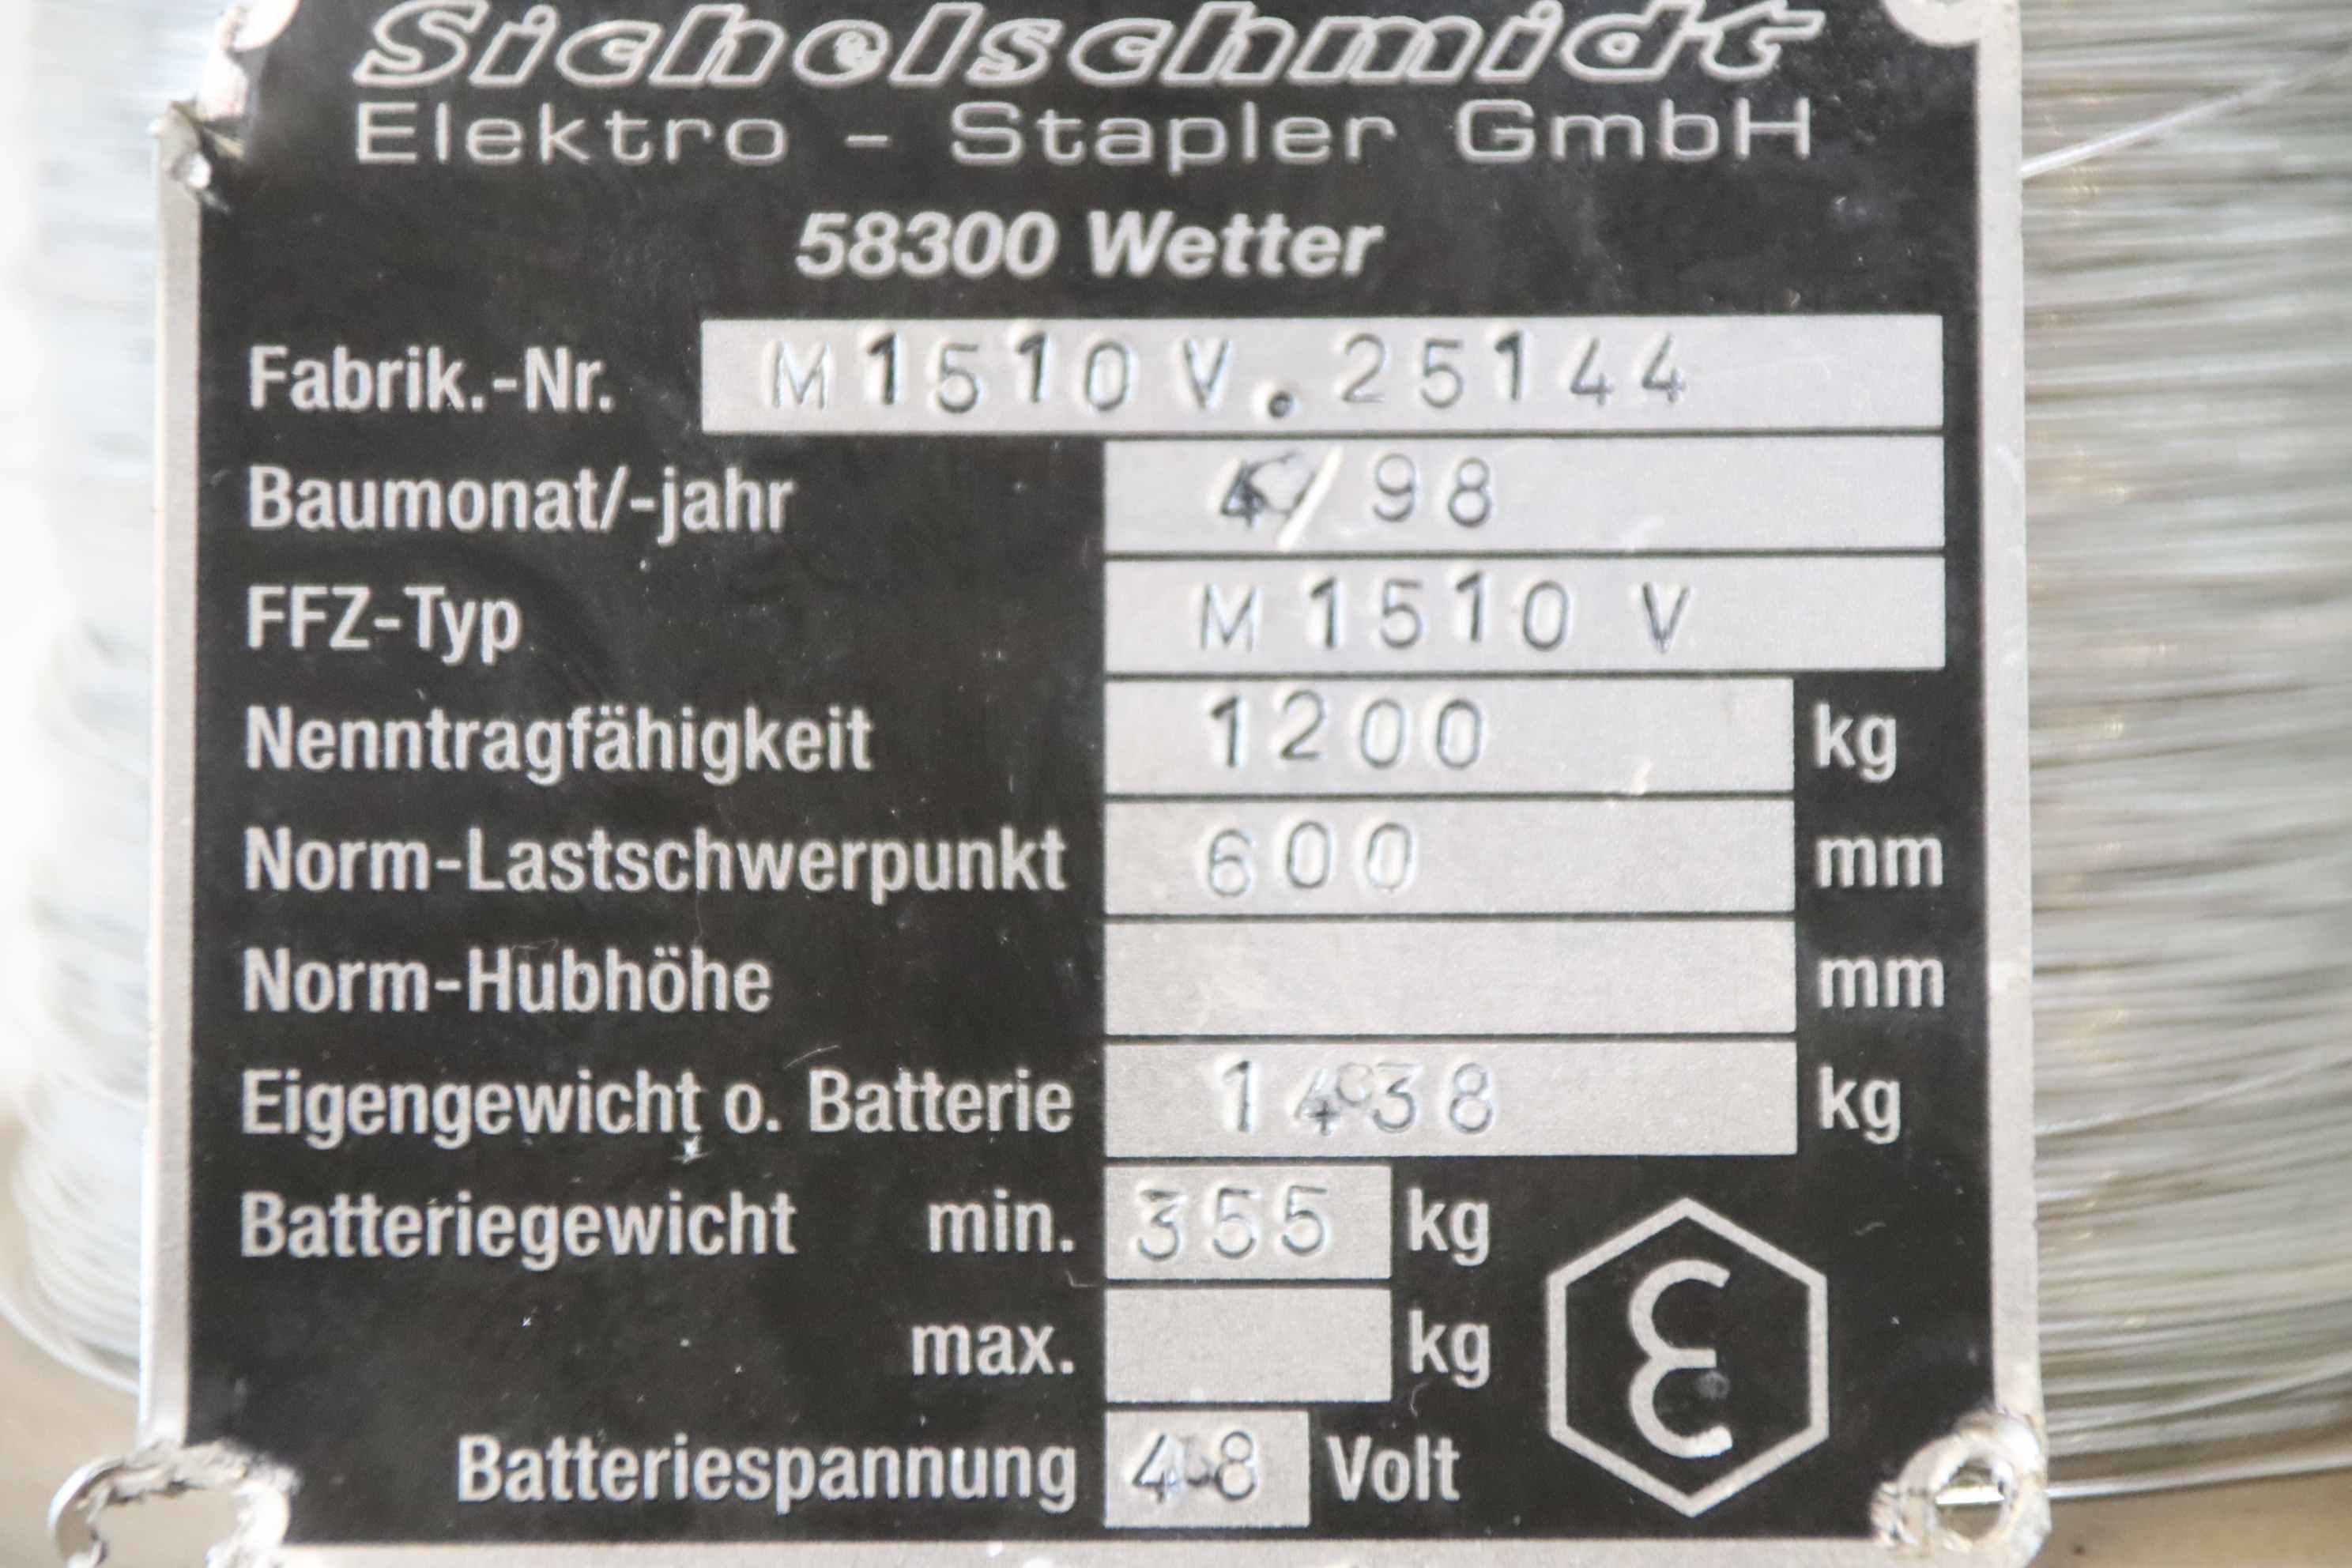 Sichelschmidt
Elektro - Stapler GmbH
58300 Wetter
Fabrik.-Nr. M1510V.25144
Baumonat/-jahr 4/98
FFZ-Typ M1510 V
Nenntragfähigkeit 1200 kg
Norm-Lastschwerpunkt 600 mm
Norm-Hubhöhe mm
Eigengewicht o. Batterie 1438 kg
Batteriegewicht min. 355 kg
max. kg
Batteriespannung 48 Volt